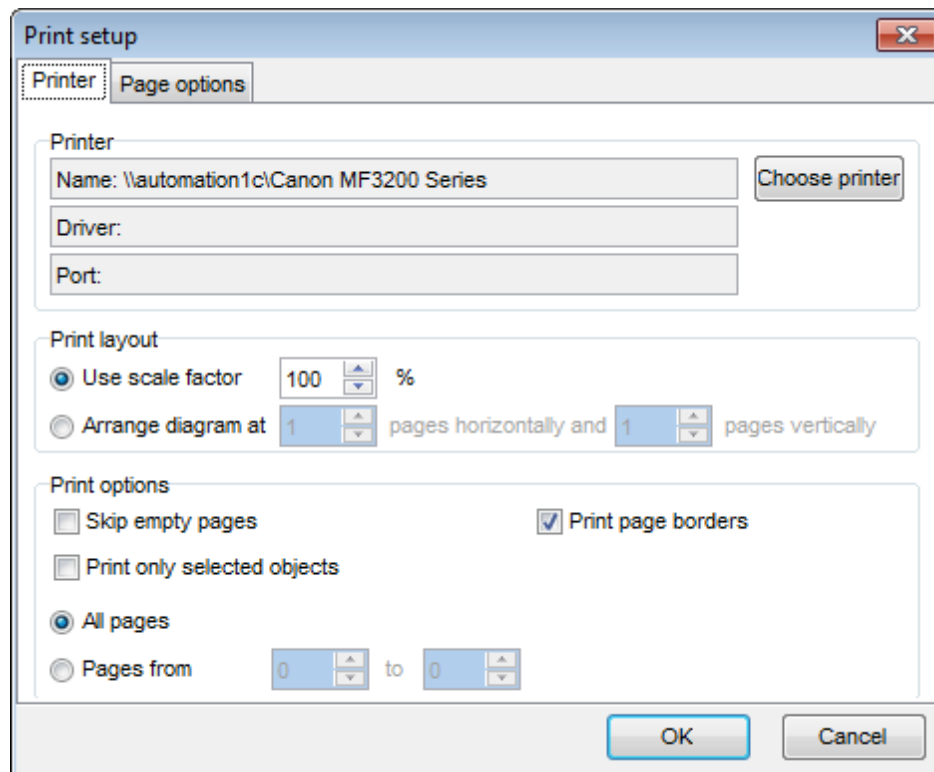 Print setup
Printer Page options
Printer
Name: \\automation1c\Canon MF3200 Series Choose printer
Driver:
Port:
Print layout
Use scale factor 100 %
Arrange diagram at 1 pages horizontally and 1 pages vertically
Print options
Skip empty pages Print page borders
Print only selected objects
All pages
Pages from 0 to 0
OK Cancel